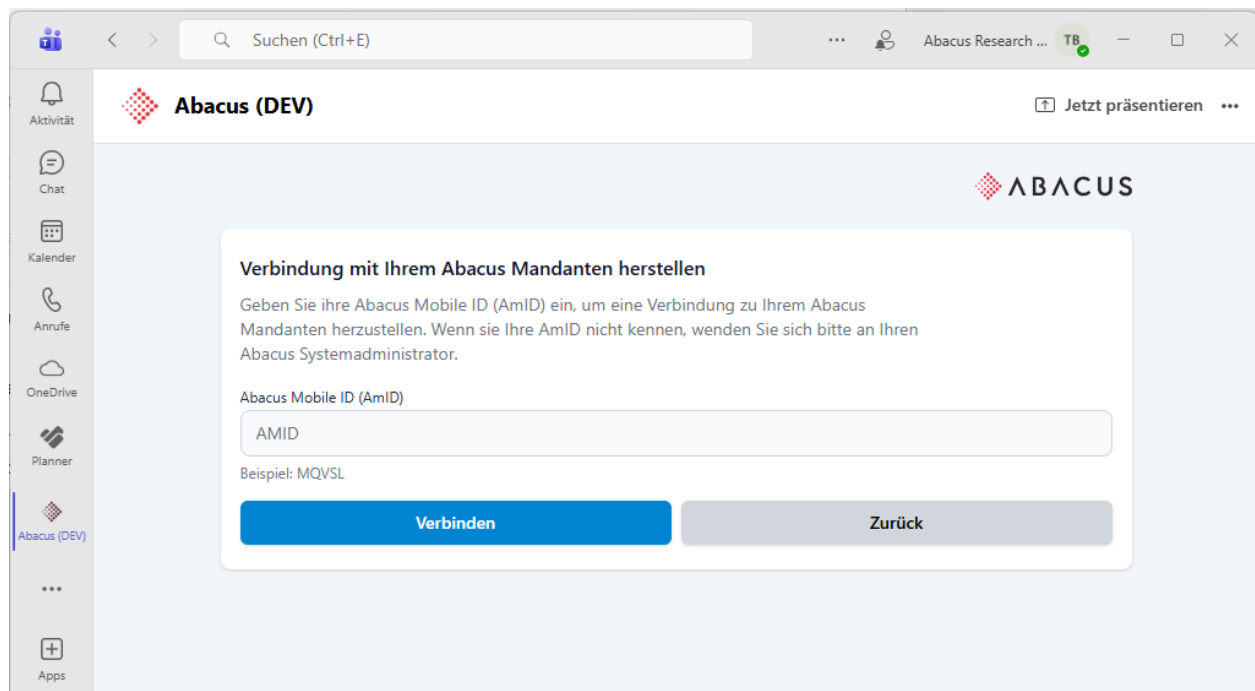 Suchen (Ctrl+E)
Abacus Research ...
TB
Aktivität
Chat
Kalender
Anrufe
OneDrive
Planner
Abacus (DEV)
Apps
Abacus (DEV)
Jetzt präsentieren
ABACUS
Verbindung mit Ihrem Abacus Mandanten herstellen
Geben Sie ihre Abacus Mobile ID (AmID) ein, um eine Verbindung zu Ihrem Abacus
Mandanten herzustellen. Wenn sie Ihre AmID nicht kennen, wenden Sie sich bitte an Ihren
Abacus Systemadministrator.
Abacus Mobile ID (AmID)
AMID
Beispiel: MQVSL
Verbinden
Zurück